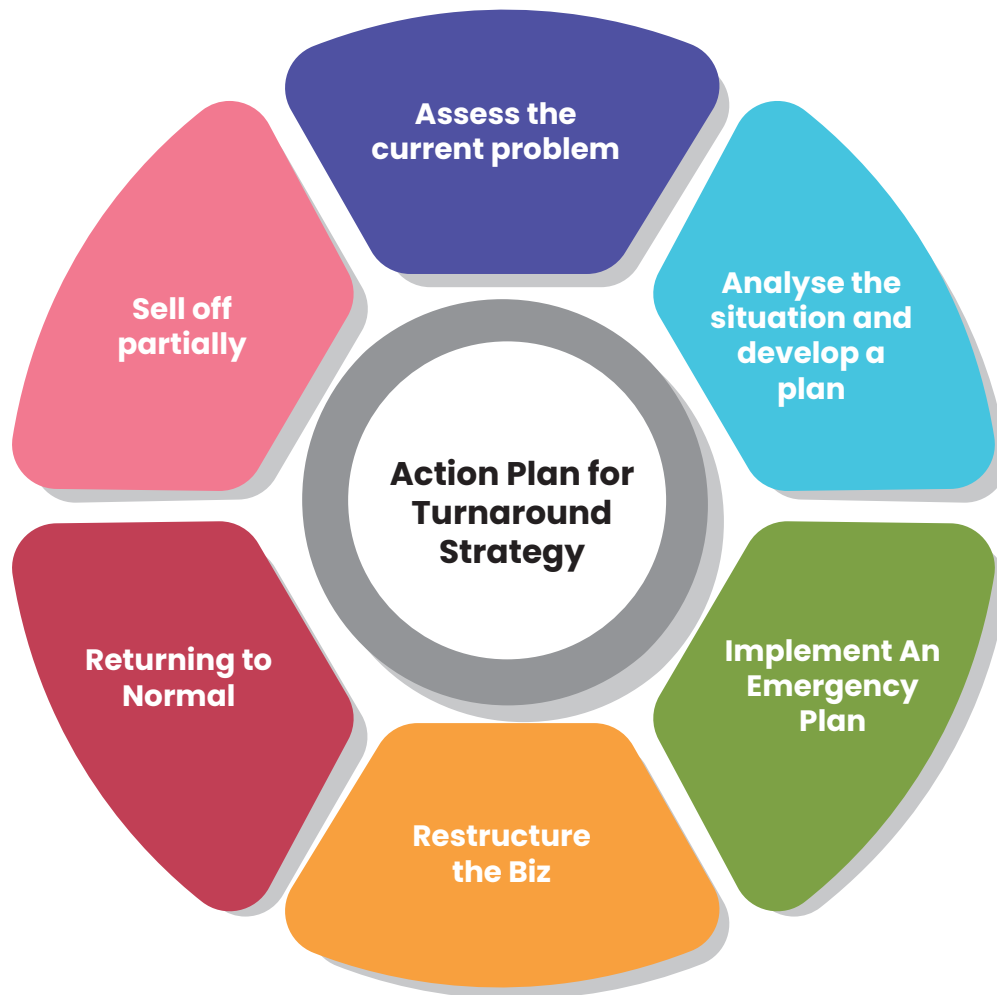 Assess the
current problem
Analyse the
situation and
develop a
plan
Implement An
Emergency
Plan
Restructure
the Biz
Returning to
Normal
Sell off
partially
Action Plan for
Turnaround
Strategy